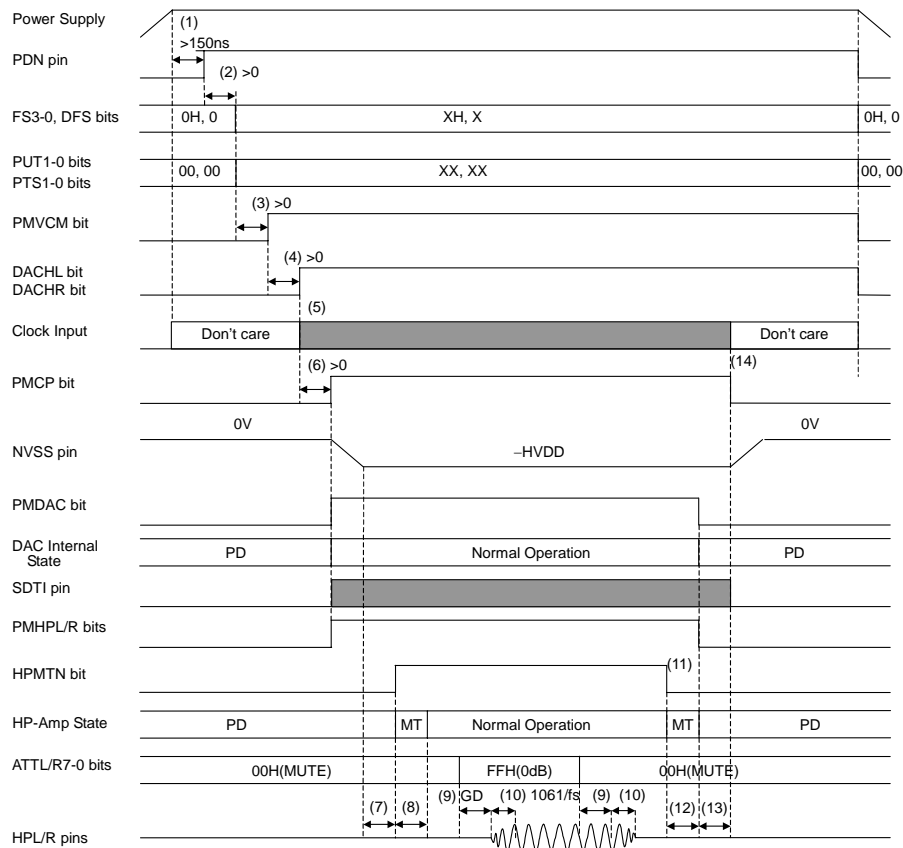 Power Supply
(1)
>150ns
PDN pin
(2) >0
FS3-0, DFS bits
0H, 0
XH, X
0H, 0
PUT1-0 bits
PTS1-0 bits
00, 00
XX, XX
00, 00
(3) >0
PMVCM bit
(4) >0
DACHL bit
DACHR bit
(5)
Clock Input
Don't care
Don't care
(6) >0
(14)
PMCP bit
0V
0V
NVSS pin
−HVDD
PMDAC bit
DAC Internal
State
PD
Normal Operation
PD
SDTI pin
PMHPL/R bits
HPMTN bit
(11)
HP-Amp State
PD
MT
Normal Operation
MT
PD
ATTL/R7-0 bits
00H(MUTE)
FFH(0dB)
00H(MUTE)
(7)
(8)
(9) GD
(10) 1061/fs
(9)
(10)
(12)
(13)
HPL/R pins